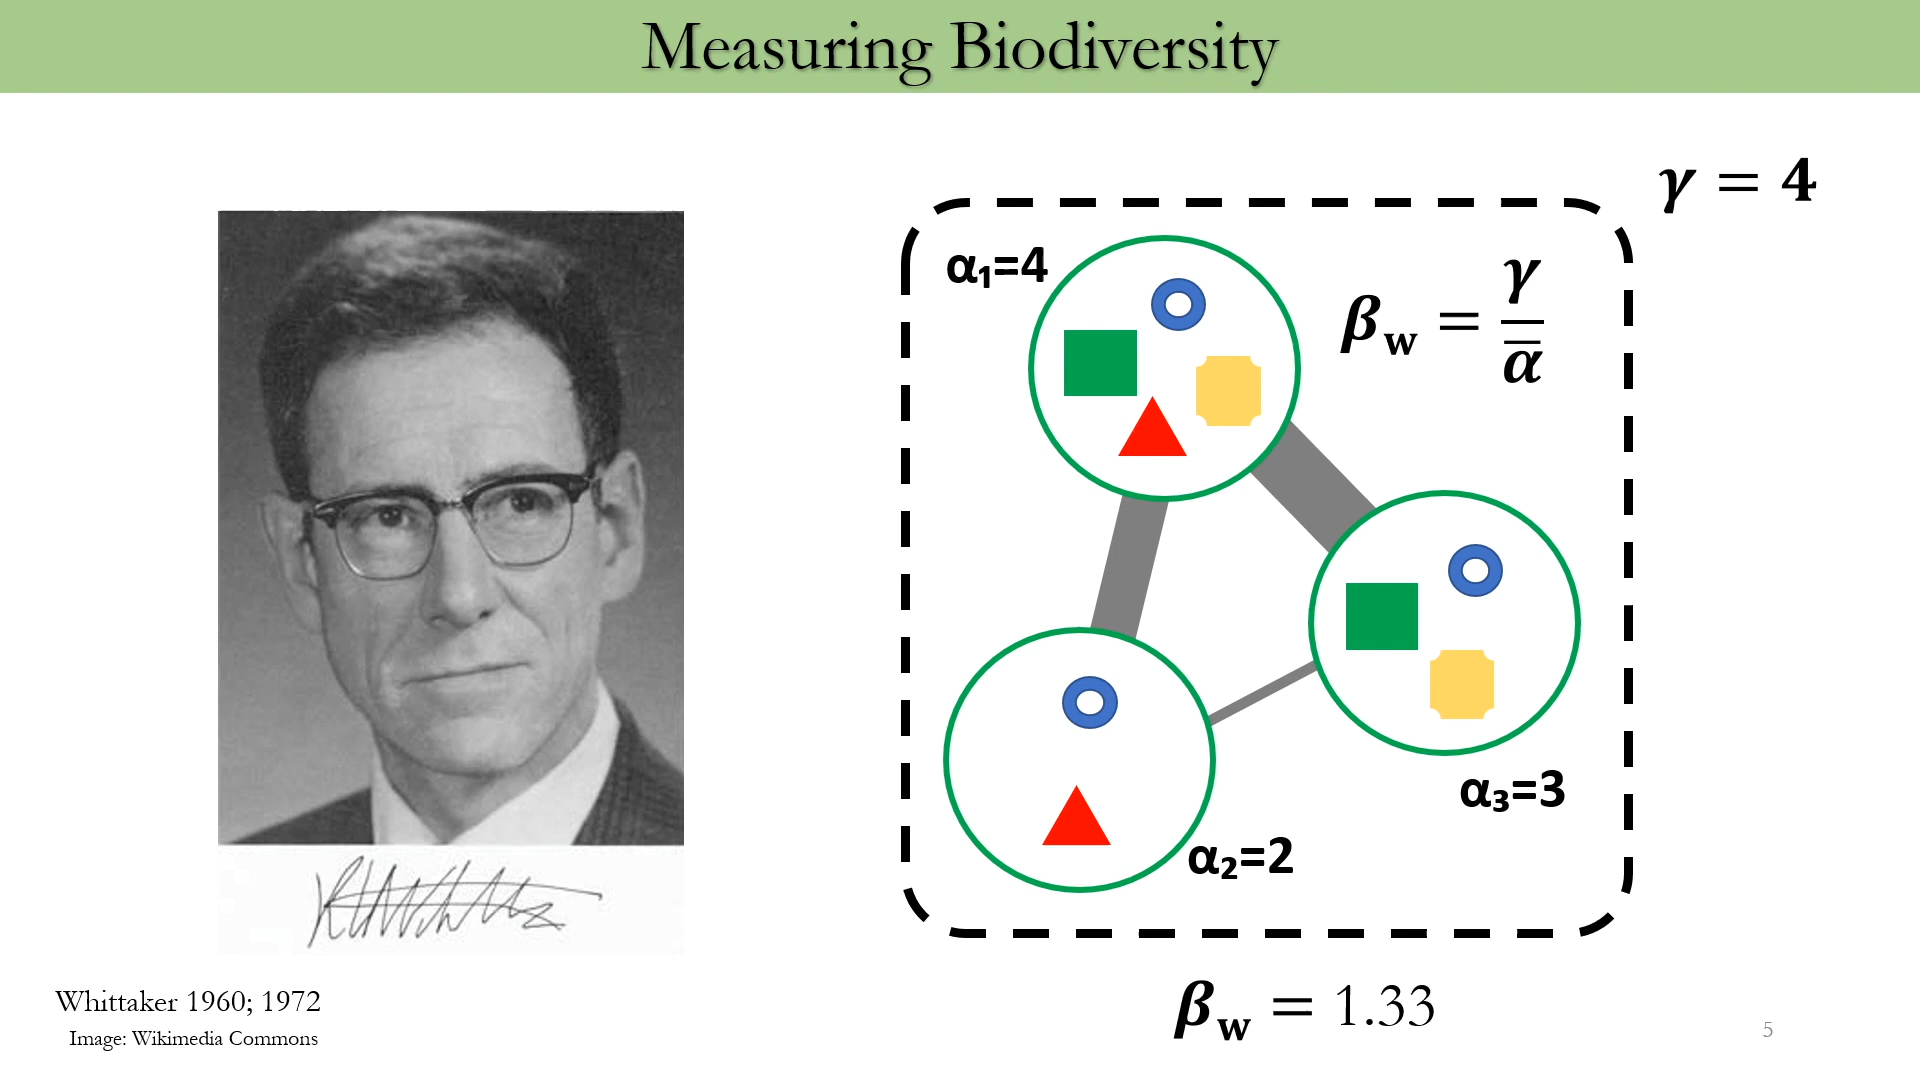 Measuring Biodiversity
γ = 4
α₁=4
β_w = γ / ᾱ
α₃=3
α₂=2
β_w = 1.33
Whittaker 1960; 1972
Image: Wikimedia Commons
5